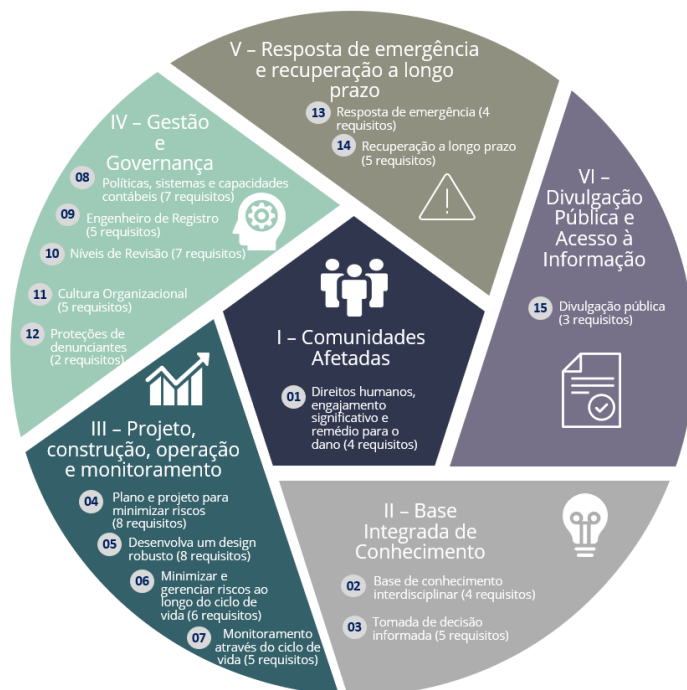 V – Resposta de emergência
e recuperação a longo
prazo
13 Resposta de emergência (4
requisitos)
14 Recuperação a longo prazo
(5 requisitos)
IV – Gestão
e
Governança
08 Políticas, sistemas e capacidades
contábeis (7 requisitos)
09 Engenheiro de Registro
(5 requisitos)
10 Níveis de Revisão (7 requisitos)
11 Cultura Organizacional
(5 requisitos)
12 Proteções de
denunciantes
(2 requisitos)
VI –
Divulgação
Pública e
Acesso à
Informação
15 Divulgação pública
(3 requisitos)
I – Comunidades
Afetadas
01 Direitos humanos,
engajamento
significativo e
remédio para o
dano (4 requisitos)
III – Projeto,
construção, operação
e monitoramento
04 Plano e projeto para
minimizar riscos
(8 requisitos)
05 Desenvolva um design
robusto (8 requisitos)
06 Minimizar e
gerenciar riscos ao
longo do ciclo de
vida (6 requisitos)
07 Monitoramento
através do ciclo de
vida (5 requisitos)
II – Base
Integrada de
Conhecimento
02 Base de conhecimento
interdisciplinar (4 requisitos)
03 Tomada de decisão
informada (5 requisitos)